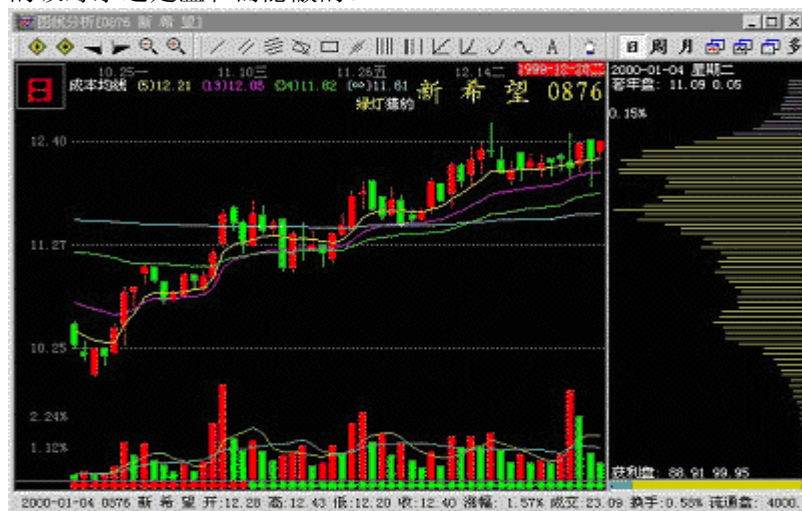 图线分析[0876 新 希 望]
A 日 周 月 多
10.25一 11.10三 11.26五 12.14二 1999-12-28二
2000-01-04 星期二
成本均线 (5)12.21 (13)12.05 (34)11.82 (∞)11.61
新 希 望 0876
套牢盘: 11.09 0.05
绿灯猫豹
0.15%
12.40
11.27
10.25
2.24%
1.12%
获利盘: 88.91 99.95
2000-01-04 0876 新 希 望 开:12.28 高:12.43 低:12.20 收:12.40 涨幅: 1.57% 成交:23.09 换手:0.58% 流通盘: 4000.